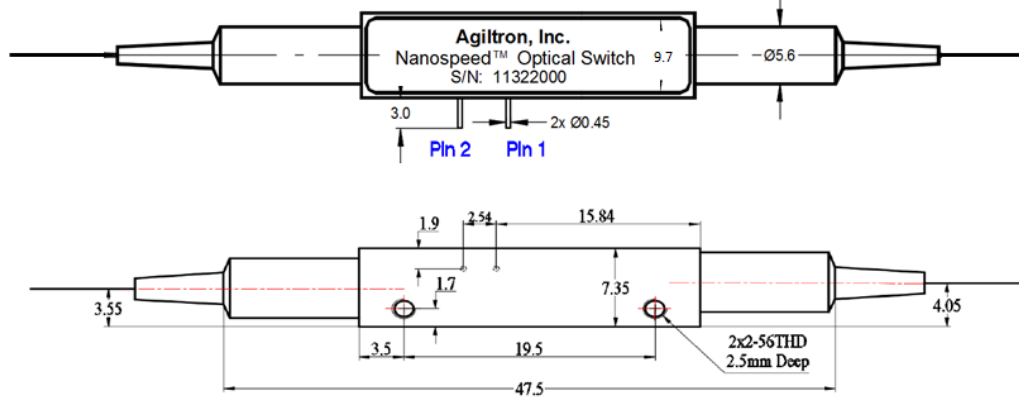 Agiltron, Inc.
Nanospeed™ Optical Switch
S/N: 11322000
9.7
Ø5.6
3.0
2x Ø0.45
PIn 2
PIn 1
2.54
15.84
1.9
1.7
7.35
3.55
4.05
3.5
19.5
2x2-56THD
2.5mm Deep
47.5